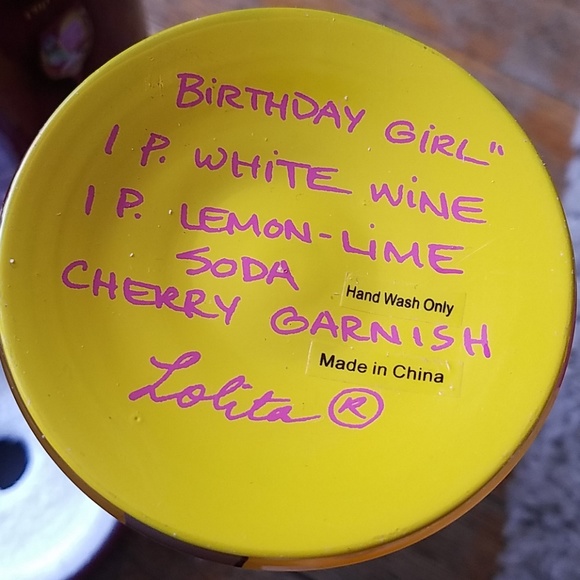 BiRTHDAY GiRL"
1 P. WHiTE WiNE
1 P. LEMON-LiME
SODA
CHERRY GARNISH
Hand Wash Only
Made in China
Lolita ®